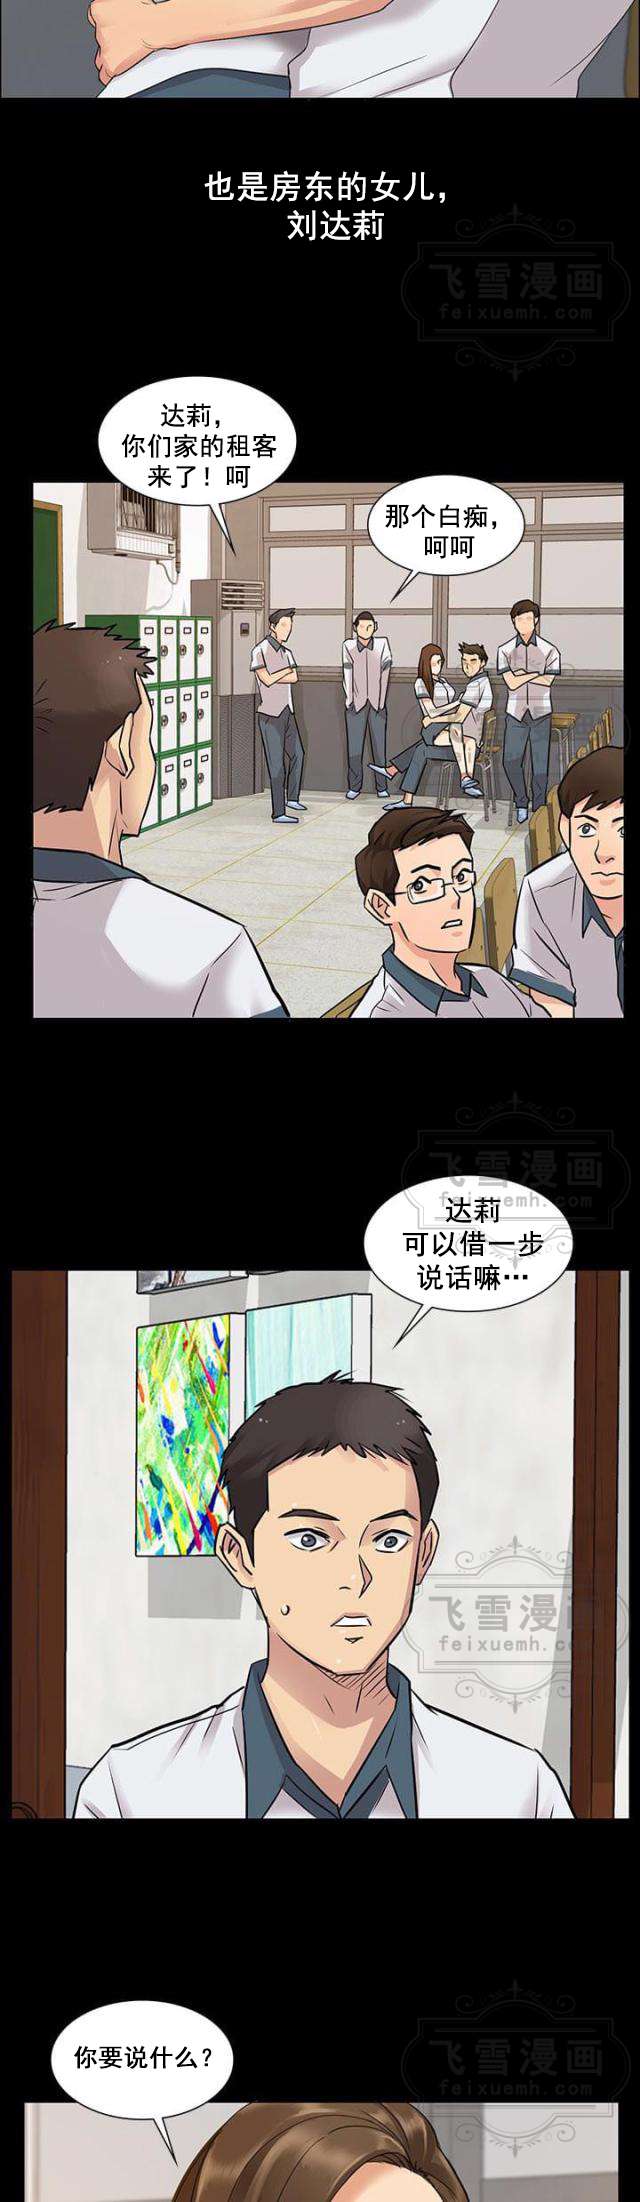 也是房东的女儿，
刘达莉
飞雪漫画
feixuemh.com
达莉，
你们家的租客
来了！呵
那个白痴，
呵呵
飞雪漫画
feixuemh.com
达莉
可以借一步
说话嘛…
飞雪漫画
feixuemh.com
飞雪漫画
feixuemh.com
你要说什么？